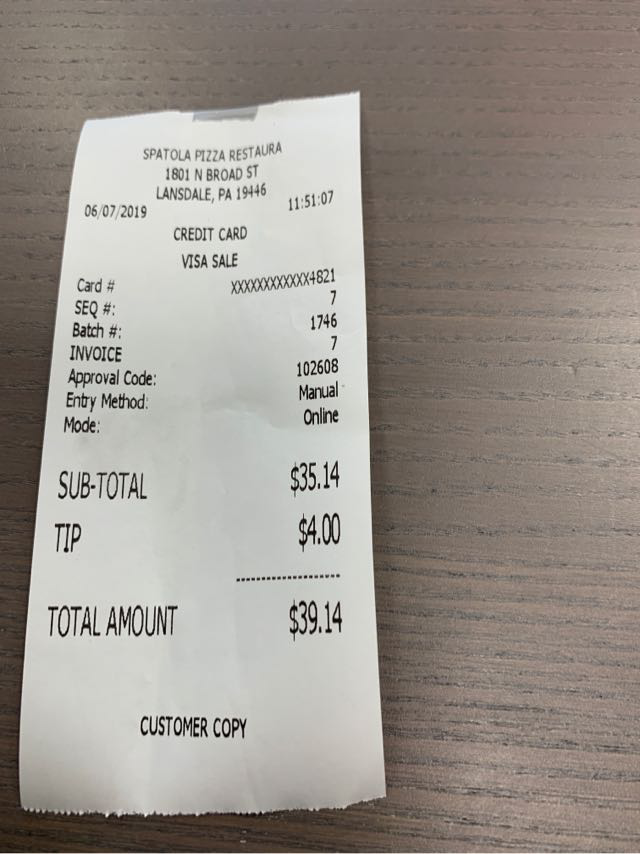 SPATOLA PIZZA RESTAURA
1801 N BROAD ST
LANSDALE, PA 19446
06/07/2019 11:51:07
CREDIT CARD
VISA SALE
Card # XXXXXXXXXXXX4821
SEQ #: 7
Batch #: 1746
INVOICE 7
Approval Code: 102608
Entry Method: Manual
Mode: Online
SUB-TOTAL $35.14
TIP $4.00
--------------------
TOTAL AMOUNT $39.14
CUSTOMER COPY